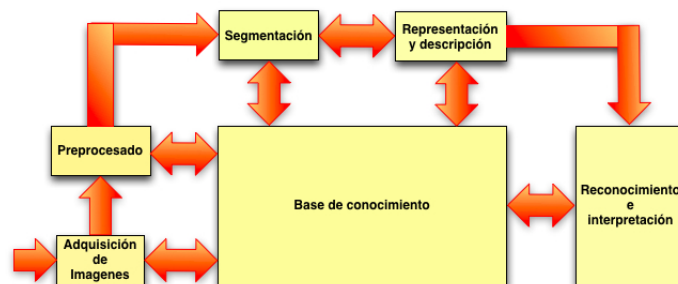 Segmentación
Representación
y descripción
Preprocesado
Base de conocimiento
Reconocimiento
e
interpretación
Adquisición
de
Imagenes